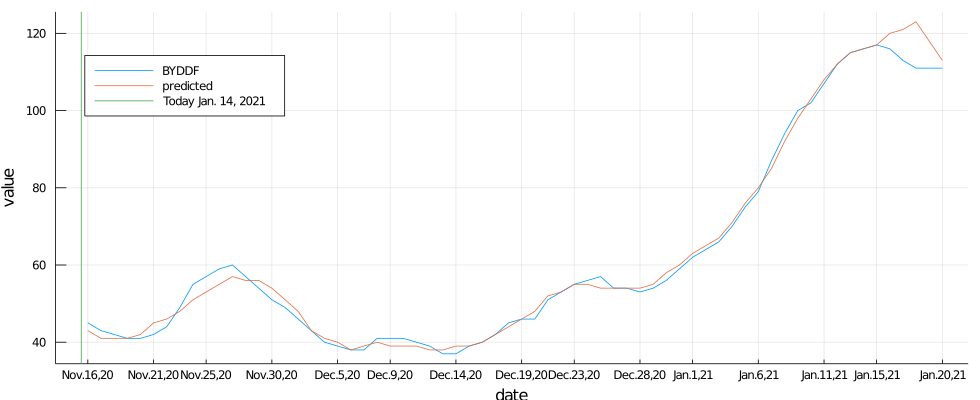 120
100
80
60
40
value
BYDDF
predicted
Today Jan. 14, 2021
Nov.16,20 Nov.21,20 Nov.25,20 Nov.30,20 Dec.5,20 Dec.9,20 Dec.14,20 Dec.19,20 Dec.23,20 Dec.28,20 Jan.1,21 Jan.6,21 Jan.11,21 Jan.15,21 Jan.20,21
date